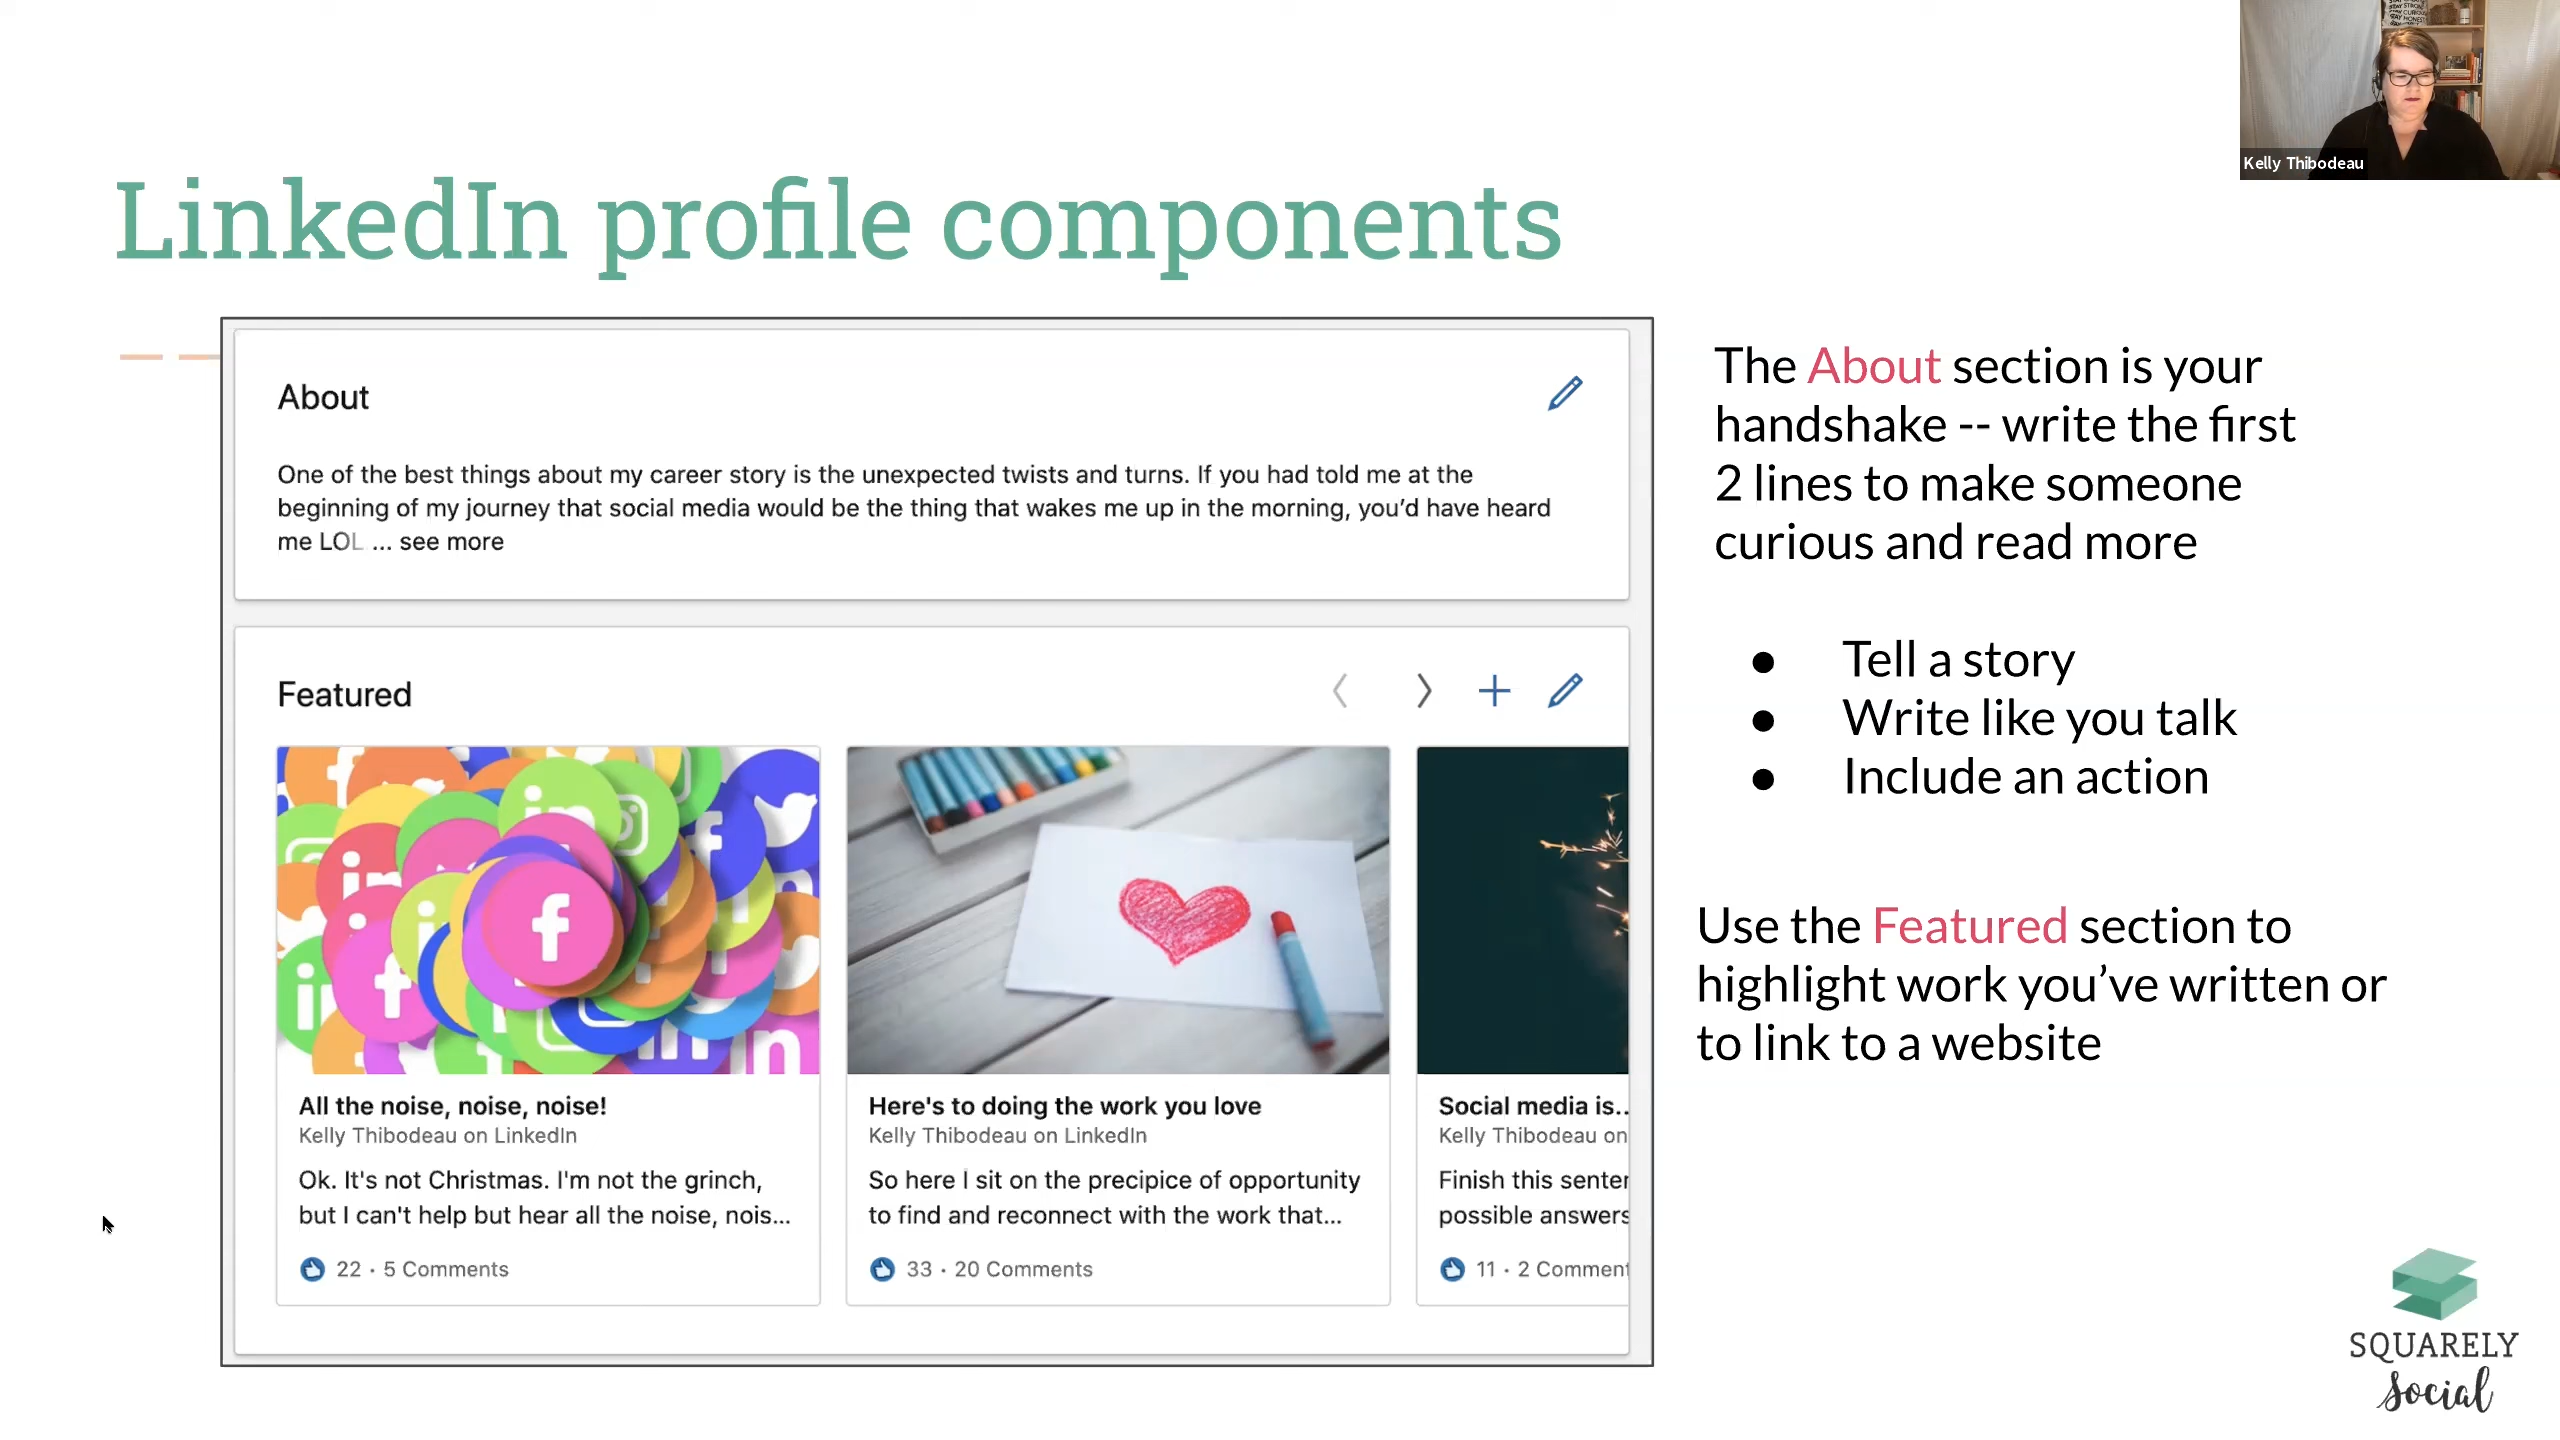 STAY STRONG
STAY CURIOUS
STAY HONEST
Kelly Thibodeau
LinkedIn profile components
About
One of the best things about my career story is the unexpected twists and turns. If you had told me at the
beginning of my journey that social media would be the thing that wakes me up in the morning, you’d have heard
me LOL ... see more
The About section is your
handshake -- write the first
2 lines to make someone
curious and read more
● Tell a story
● Write like you talk
● Include an action
Featured
All the noise, noise, noise!
Kelly Thibodeau on LinkedIn
Ok. It's not Christmas. I'm not the grinch,
but I can't help but hear all the noise, nois...
22 · 5 Comments
Here's to doing the work you love
Kelly Thibodeau on LinkedIn
So here I sit on the precipice of opportunity
to find and reconnect with the work that...
33 · 20 Comments
Social media is..
Kelly Thibodeau on
Finish this senten
possible answers
11 · 2 Comment
Use the Featured section to
highlight work you’ve written or
to link to a website
SQUARELY
Social